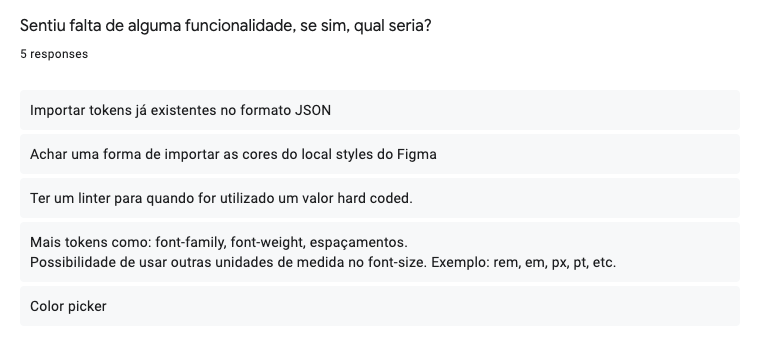 Sentiu falta de alguma funcionalidade, se sim, qual seria?
5 responses
Importar tokens já existentes no formato JSON
Achar uma forma de importar as cores do local styles do Figma
Ter um linter para quando for utilizado um valor hard coded.
Mais tokens como: font-family, font-weight, espaçamentos.
Possibilidade de usar outras unidades de medida no font-size. Exemplo: rem, em, px, pt, etc.
Color picker